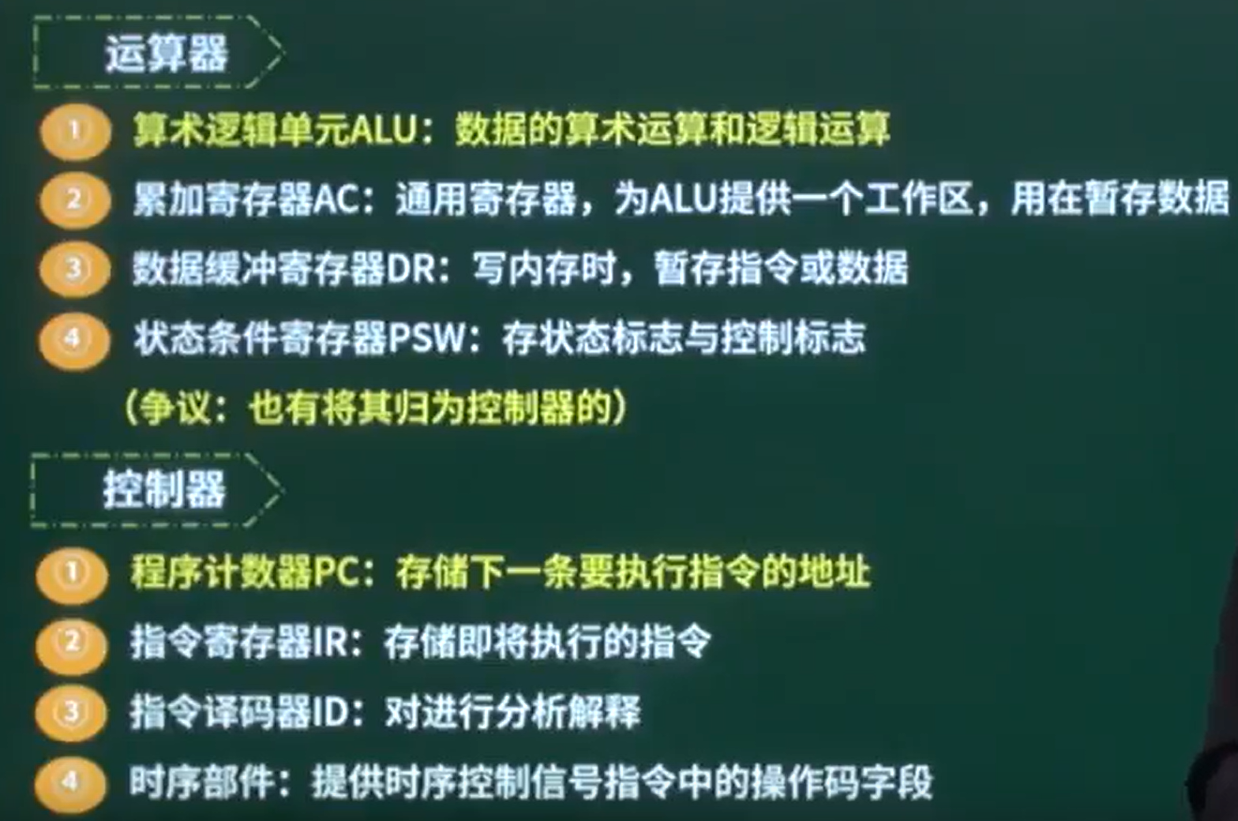 运算器
① 算术逻辑单元ALU：数据的算术运算和逻辑运算
② 累加寄存器AC：通用寄存器，为ALU提供一个工作区，用在暂存数据
③ 数据缓冲寄存器DR：写内存时，暂存指令或数据
④ 状态条件寄存器PSW：存状态标志与控制标志
（争议：也有将其归为控制器的）
控制器
① 程序计数器PC：存储下一条要执行指令的地址
② 指令寄存器IR：存储即将执行的指令
③ 指令译码器ID：对进行分析解释
④ 时序部件：提供时序控制信号指令中的操作码字段